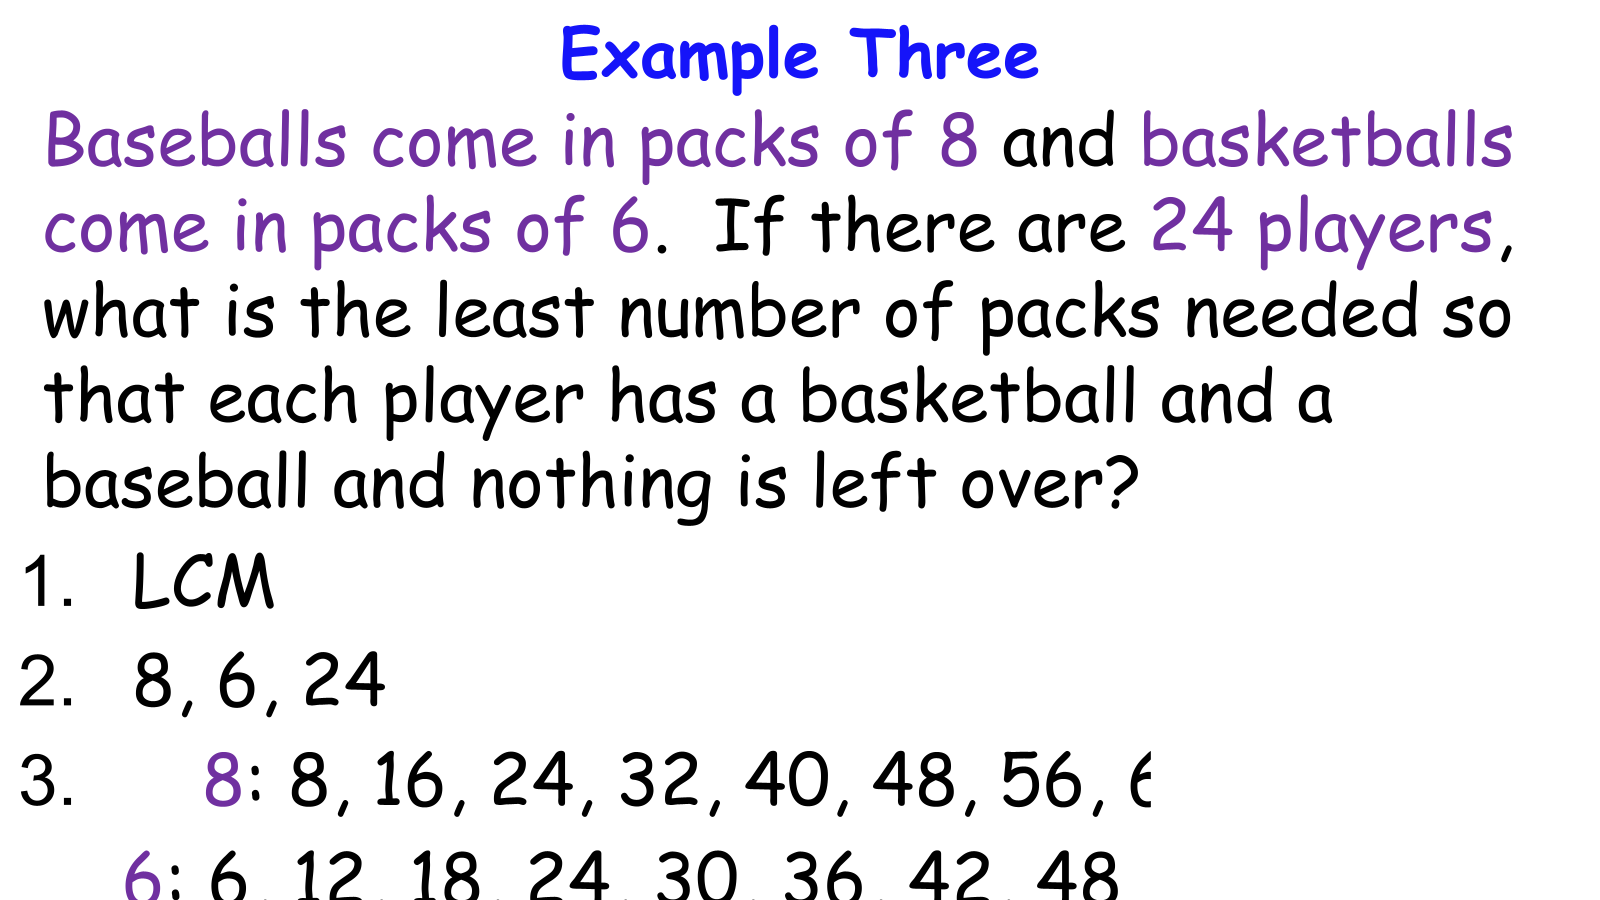 Example Three
Baseballs come in packs of 8 and basketballs
come in packs of 6. If there are 24 players,
what is the least number of packs needed so
that each player has a basketball and a
baseball and nothing is left over?
1. LCM
2. 8, 6, 24
3. 8: 8, 16, 24, 32, 40, 48, 56,
6: 6, 12, 18, 24, 30, 36, 42, 48